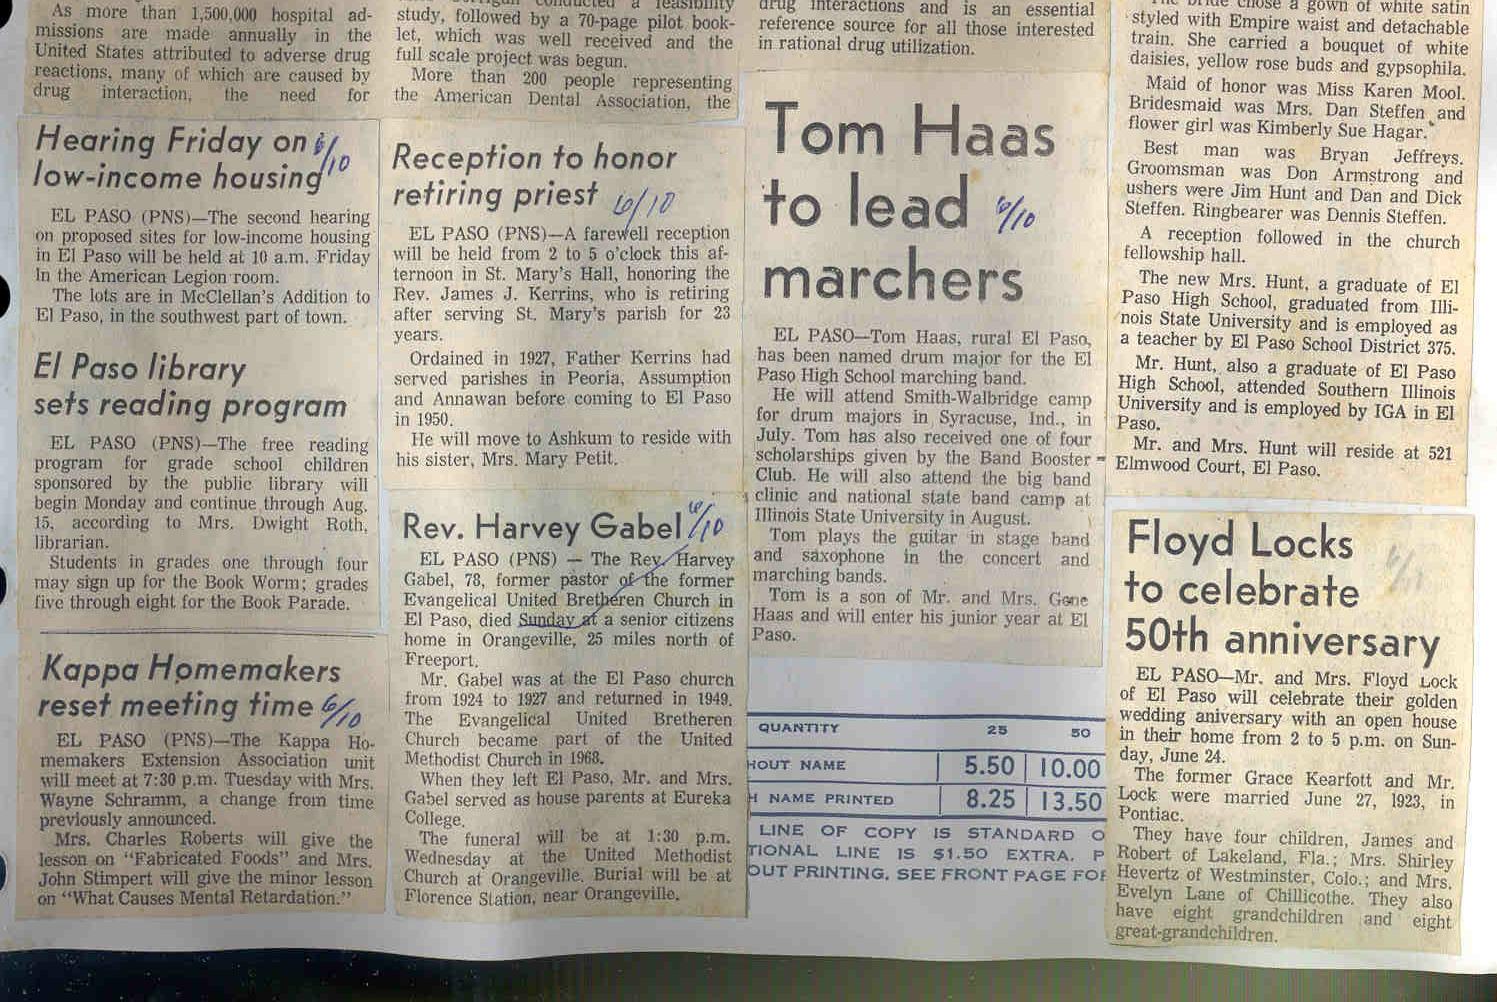 As more than 1,500,000 hospital ad-
missions are made annually in the
United States attributed to adverse drug
reactions, many of which are caused by
drug interaction, the need for
Hearing Friday on 6/10
low-income housing
EL PASO (PNS)—The second hearing
on proposed sites for low-income housing
in El Paso will be held at 10 a.m. Friday
In the American Legion room.
The lots are in McClellan's Addition to
El Paso, in the southwest part of town.
El Paso library
sets reading program
EL PASO (PNS)—The free reading
program for grade school children
sponsored by the public library will
begin Monday and continue through Aug.
15, according to Mrs. Dwight Roth,
librarian.
Students in grades one through four
may sign up for the Book Worm; grades
five through eight for the Book Parade.
Kappa Homemakers
reset meeting time 6/10
EL PASO (PNS)—The Kappa Ho-
memakers Extension Association unit
will meet at 7:30 p.m. Tuesday with Mrs.
Wayne Schramm, a change from time
previously announced.
Mrs. Charles Roberts will give the
lesson on "Fabricated Foods" and Mrs.
John Stimpert will give the minor lesson
on "What Causes Mental Retardation."
conducted a feasibility
study, followed by a 70-page pilot book-
let, which was well received and the
full scale project was begun.
More than 200 people representing
the American Dental Association, the
Reception to honor
retiring priest 6/10
EL PASO (PNS)—A farewell reception
will be held from 2 to 5 o'clock this af-
ternoon in St. Mary's Hall, honoring the
Rev. James J. Kerrins, who is retiring
after serving St. Mary's parish for 23
years.
Ordained in 1927, Father Kerrins had
served parishes in Peoria, Assumption
and Annawan before coming to El Paso
in 1950.
He will move to Ashkum to reside with
his sister, Mrs. Mary Petit.
Rev. Harvey Gabel 6/10
EL PASO (PNS) — The Rev. Harvey
Gabel, 78, former pastor of the former
Evangelical United Bretheren Church in
El Paso, died Sunday at a senior citizens
home in Orangeville, 25 miles north of
Freeport.
Mr. Gabel was at the El Paso church
from 1924 to 1927 and returned in 1949.
The Evangelical United Bretheren
Church became part of the United
Methodist Church in 1968.
When they left El Paso, Mr. and Mrs.
Gabel served as house parents at Eureka
College.
The funeral will be at 1:30 p.m.
Wednesday at the United Methodist
Church at Orangeville. Burial will be at
Florence Station, near Orangeville.
drug interactions and is an essential
reference source for all those interested
in rational drug utilization.
Tom Haas
to lead 6/10
marchers
EL PASO—Tom Haas, rural El Paso,
has been named drum major for the El
Paso High School marching band.
He will attend Smith-Walbridge camp
for drum majors in Syracuse, Ind., in
July. Tom has also received one of four
scholarships given by the Band Booster
Club. He will also attend the big band
clinic and national state band camp at
Illinois State University in August.
Tom plays the guitar in stage band
and saxophone in the concert and
marching bands.
Tom is a son of Mr. and Mrs. Gene
Haas and will enter his junior year at El
Paso.
QUANTITY 25 50
HOUT NAME 5.50 10.00
H NAME PRINTED 8.25 13.50
LINE OF COPY IS STANDARD O
TIONAL LINE IS $1.50 EXTRA. P
OUT PRINTING, SEE FRONT PAGE FOR
The bride chose a gown of white satin
styled with Empire waist and detachable
train. She carried a bouquet of white
daisies, yellow rose buds and gypsophila.
Maid of honor was Miss Karen Mool.
Bridesmaid was Mrs. Dan Steffen and
flower girl was Kimberly Sue Hagar.
Best man was Bryan Jeffreys.
Groomsman was Don Armstrong and
ushers were Jim Hunt and Dan and Dick
Steffen. Ringbearer was Dennis Steffen.
A reception followed in the church
fellowship hall.
The new Mrs. Hunt, a graduate of El
Paso High School, graduated from Illi-
nois State University and is employed as
a teacher by El Paso School District 375.
Mr. Hunt, also a graduate of El Paso
High School, attended Southern Illinois
University and is employed by IGA in El
Paso.
Mr. and Mrs. Hunt will reside at 521
Elmwood Court, El Paso.
Floyd Locks
to celebrate
50th anniversary
EL PASO—Mr. and Mrs. Floyd Lock
of El Paso will celebrate their golden
wedding aniversary with an open house
in their home from 2 to 5 p.m. on Sun-
day, June 24.
The former Grace Kearfott and Mr.
Lock were married June 27, 1923, in
Pontiac.
They have four children, James and
Robert of Lakeland, Fla.; Mrs. Shirley
Hevertz of Westminster, Colo.; and Mrs.
Evelyn Lane of Chillicothe. They also
have eight grandchildren and eight
great-grandchildren.